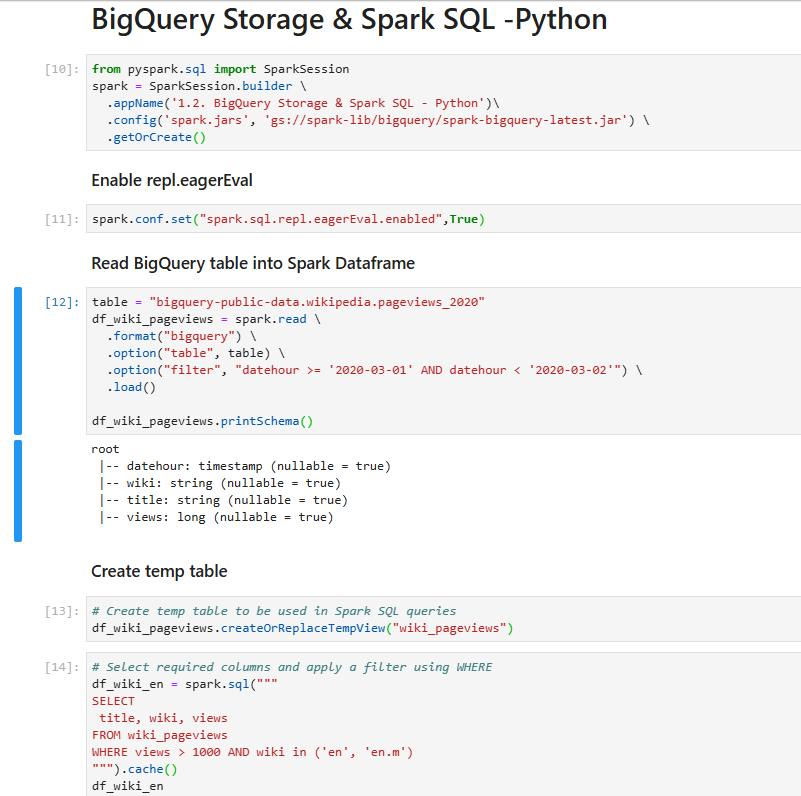 BigQuery Storage & Spark SQL -Python
[10]: from pyspark.sql import SparkSession
spark = SparkSession.builder \
  .appName('1.2. BigQuery Storage & Spark SQL - Python')\
  .config('spark.jars', 'gs://spark-lib/bigquery/spark-bigquery-latest.jar') \
  .getOrCreate()
Enable repl.eagerEval
[11]: spark.conf.set("spark.sql.repl.eagerEval.enabled",True)
Read BigQuery table into Spark Dataframe
[12]: table = "bigquery-public-data.wikipedia.pageviews_2020"
df_wiki_pageviews = spark.read \
  .format("bigquery") \
  .option("table", table) \
  .option("filter", "datehour >= '2020-03-01' AND datehour < '2020-03-02'") \
  .load()
df_wiki_pageviews.printSchema()
root
 |-- datehour: timestamp (nullable = true)
 |-- wiki: string (nullable = true)
 |-- title: string (nullable = true)
 |-- views: long (nullable = true)
Create temp table
[13]: # Create temp table to be used in Spark SQL queries
df_wiki_pageviews.createOrReplaceTempView("wiki_pageviews")
[14]: # Select required columns and apply a filter using WHERE
df_wiki_en = spark.sql("""
SELECT
 title, wiki, views
FROM wiki_pageviews
WHERE views > 1000 AND wiki in ('en', 'en.m')
""").cache()
df_wiki_en